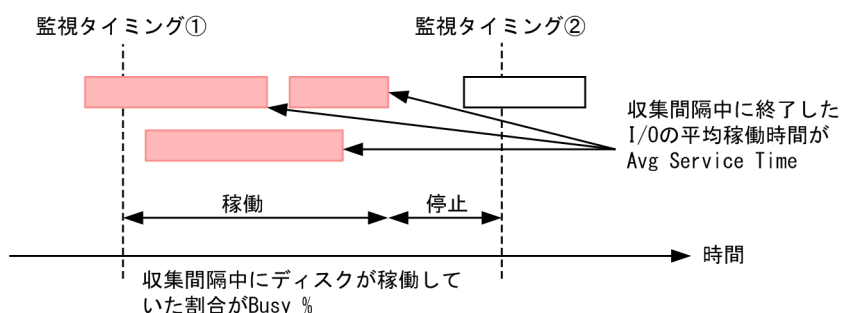 監視タイミング①
監視タイミング②
収集間隔中に終了した
I/Oの平均稼働時間が
Avg Service Time
稼働
停止
時間
収集間隔中にディスクが稼働して
いた割合がBusy %